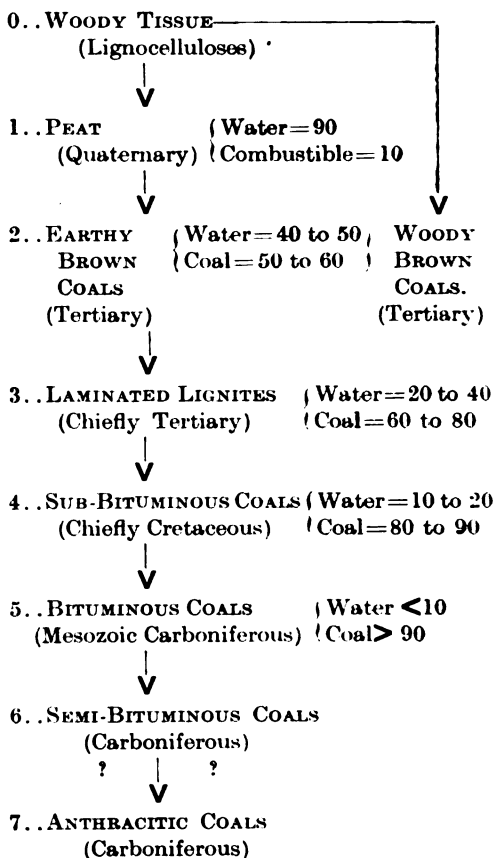 0..WOODY TISSUE
(Lignocelluloses)
1..PEAT {Water=90
(Quaternary) {Combustible=10
2..EARTHY {Water=40 to 50} WOODY
BROWN {Coal=50 to 60} BROWN
COALS COALS.
(Tertiary) (Tertiary)
3..LAMINATED LIGNITES {Water=20 to 40
(Chiefly Tertiary) {Coal=60 to 80
4..SUB-BITUMINOUS COALS {Water=10 to 20
(Chiefly Cretaceous) {Coal=80 to 90
5..BITUMINOUS COALS {Water <10
(Mesozoic Carboniferous) {Coal> 90
6..SEMI-BITUMINOUS COALS
(Carboniferous)
? ?
7..ANTHRACITIC COALS
(Carboniferous)